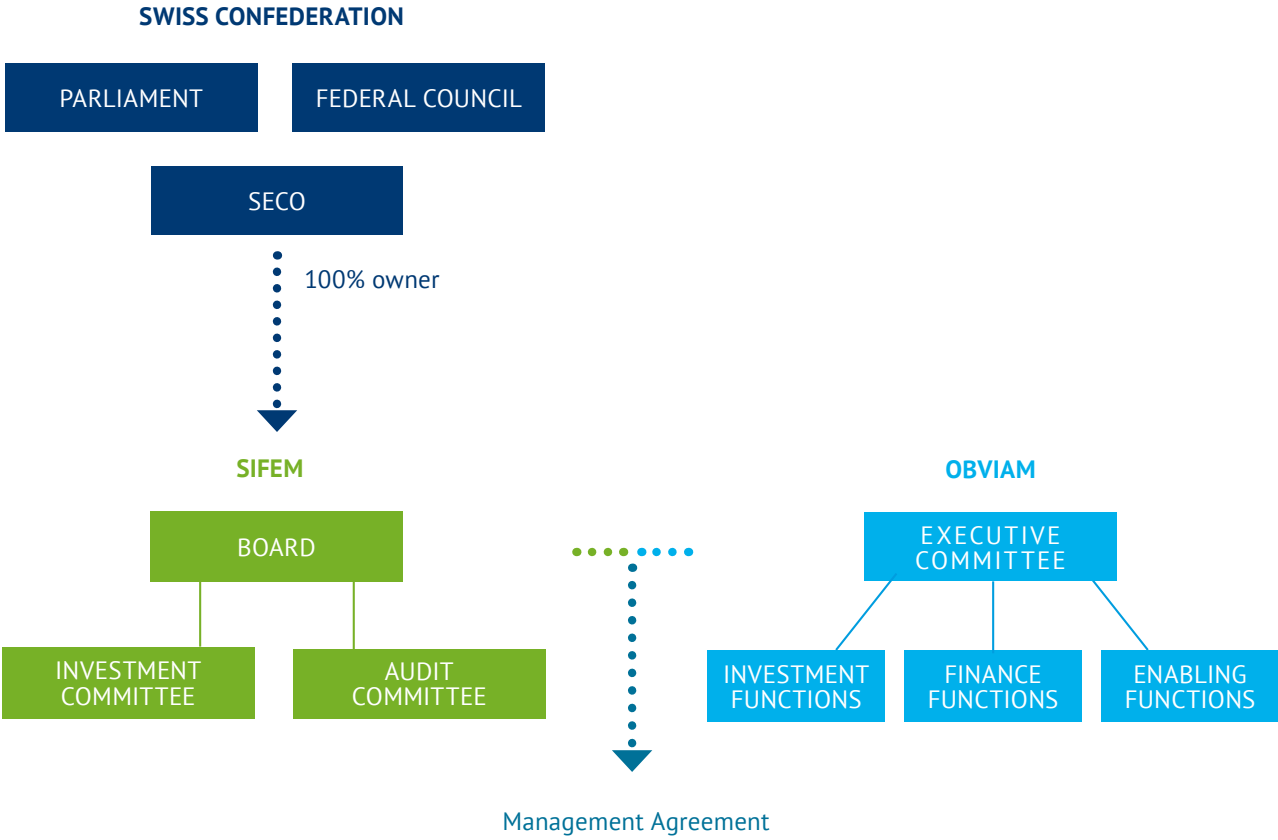 SWISS CONFEDERATION
PARLIAMENT
FEDERAL COUNCIL
SECO
100% owner
SIFEM
BOARD
INVESTMENT
COMMITTEE
AUDIT
COMMITTEE
OBVIAM
EXECUTIVE
COMMITTEE
INVESTMENT
FUNCTIONS
FINANCE
FUNCTIONS
ENABLING
FUNCTIONS
Management Agreement